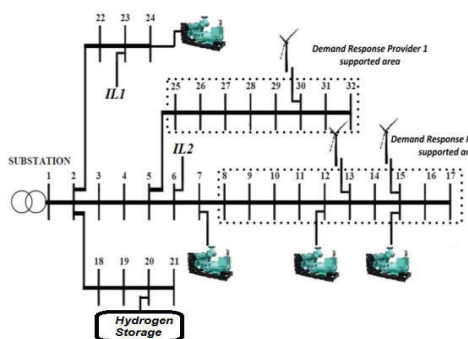 22 23 24
IL1
Demand Response Provider 1
supported area
25 26 27 28 29 30 31 32
IL2
Demand Response
supported
SUBSTATION
1 2 3 4 5 6 7 8 9 10 11 12 13 14 15 16 17
18 19 20 21
Hydrogen
Storage